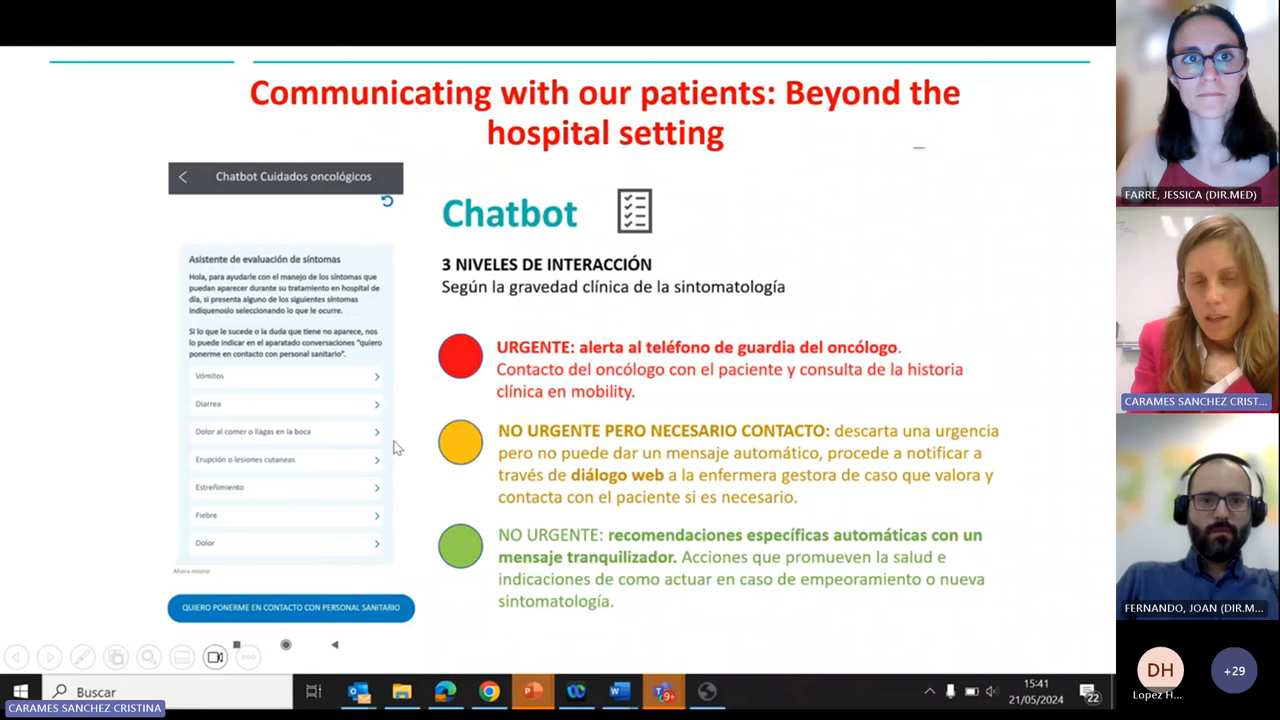 Communicating with our patients: Beyond the
hospital setting
Chatbot Cuidados oncológicos
Asistente de evaluación de síntomas
Hola, para ayudarle con el manejo de los síntomas que
puedan aparecer durante su tratamiento en hospital de
día, si presenta alguno de los siguientes síntomas
indíquenoslo seleccionando lo que le ocurre.
Si lo que le sucede o la duda que tiene no aparece, nos
lo puede indicar en el aparatado conversaciones "quiero
ponerme en contacto con personal sanitario".
Vómitos
Diarrea
Dolor al comer o llagas en la boca
Erupción o lesiones cutaneas
Estreñimiento
Fiebre
Dolor
Ahora mismo
QUIERO PONERME EN CONTACTO CON PERSONAL SANITARIO
Chatbot
3 NIVELES DE INTERACCIÓN
Según la gravedad clínica de la sintomatología
URGENTE: alerta al teléfono de guardia del oncólogo.
Contacto del oncólogo con el paciente y consulta de la historia
clínica en mobility.
NO URGENTE PERO NECESARIO CONTACTO: descarta una urgencia
pero no puede dar un mensaje automático, procede a notificar a
través de diálogo web a la enfermera gestora de caso que valora y
contacta con el paciente si es necesario.
NO URGENTE: recomendaciones específicas automáticas con un
mensaje tranquilizador. Acciones que promueven la salud e
indicaciones de como actuar en caso de empeoramiento o nueva
sintomatología.
FARRE, JESSICA (DIR.MED)
CARAMES SANCHEZ CRIST...
FERNANDO, JOAN (DIR.M...
DH
Lopez H...
+29
Buscar
9+
15:41
21/05/2024
22
CARAMES SANCHEZ CRISTINA